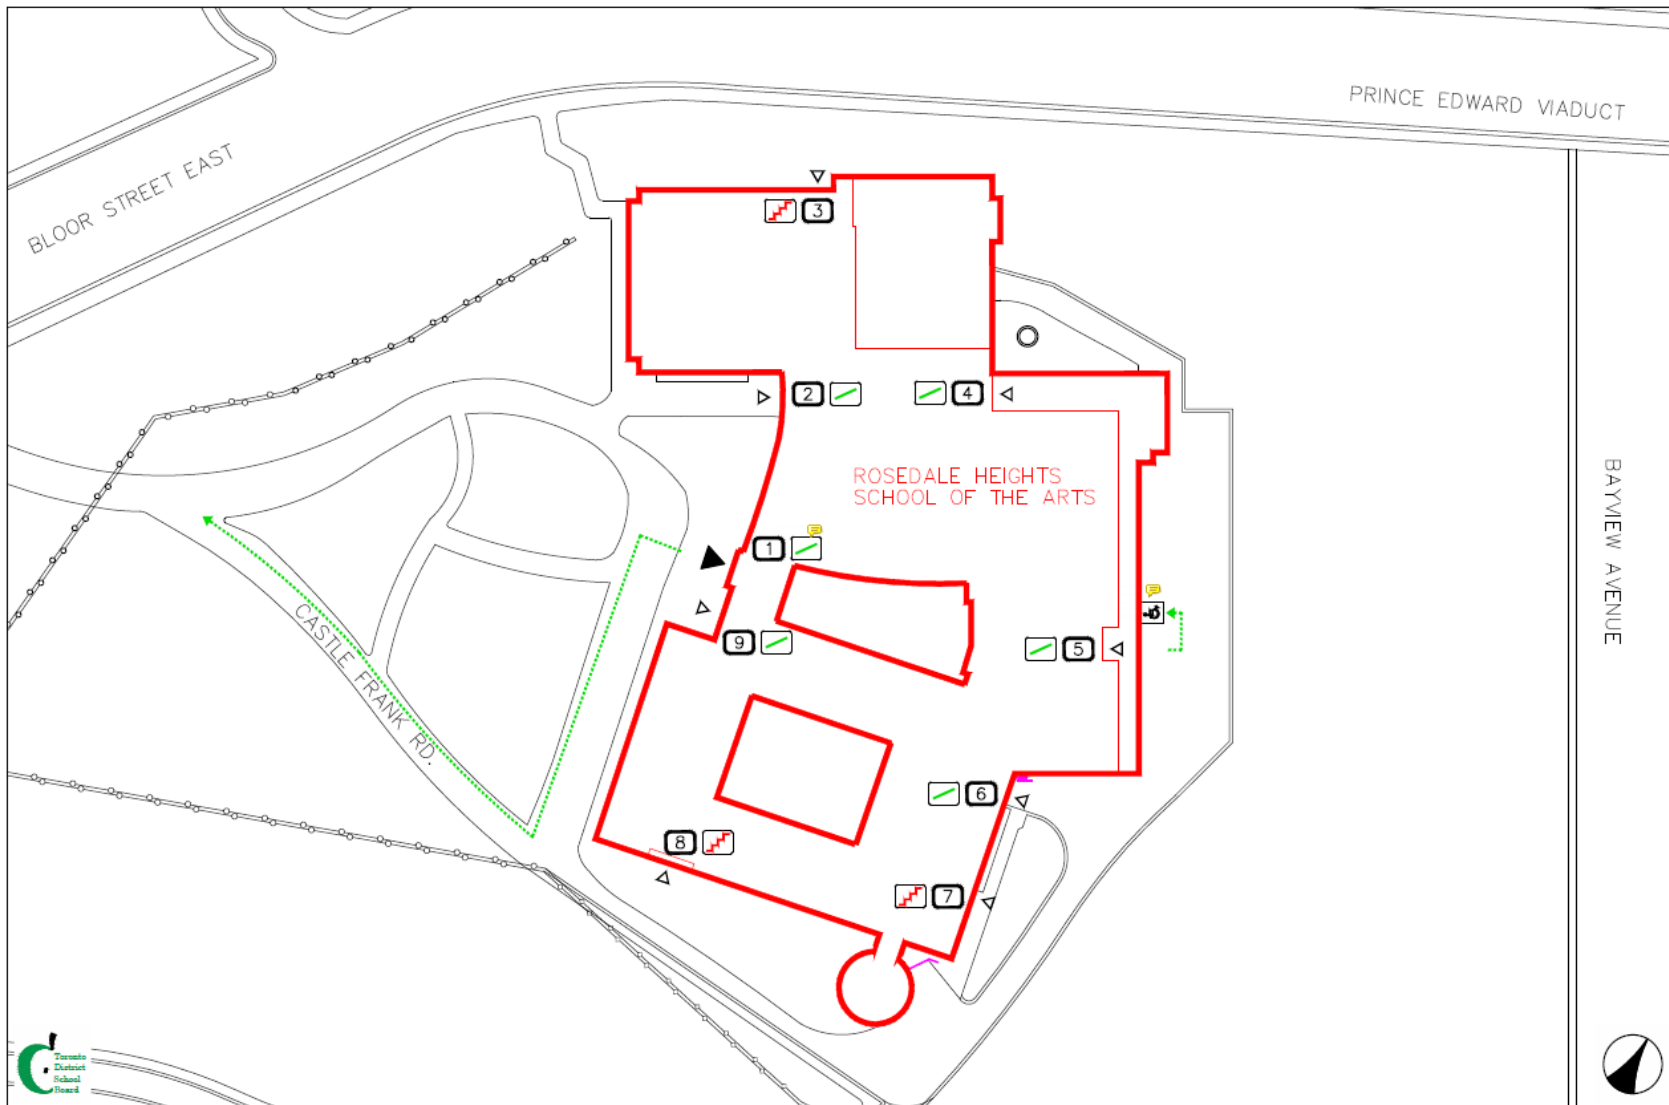 PRINCE EDWARD VIADUCT
BLOOR STREET EAST
3
2
4
ROSEDALE HEIGHTS
SCHOOL OF THE ARTS
BAYVIEW AVENUE
1
9
5
CASTLE FRANK RD.
6
8
7
Toronto
District
School
Board